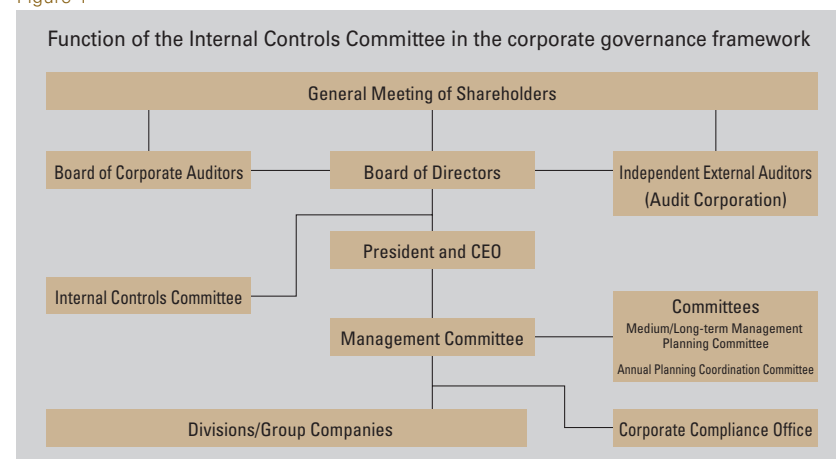 Function of the Internal Controls Committee in the corporate governance framework
General Meeting of Shareholders
Board of Corporate Auditors
Board of Directors
Independent External Auditors
(Audit Corporation)
President and CEO
Internal Controls Committee
Management Committee
Committees
Medium/Long-term Management
Planning Committee
Annual Planning Coordination Committee
Divisions/Group Companies
Corporate Compliance Office